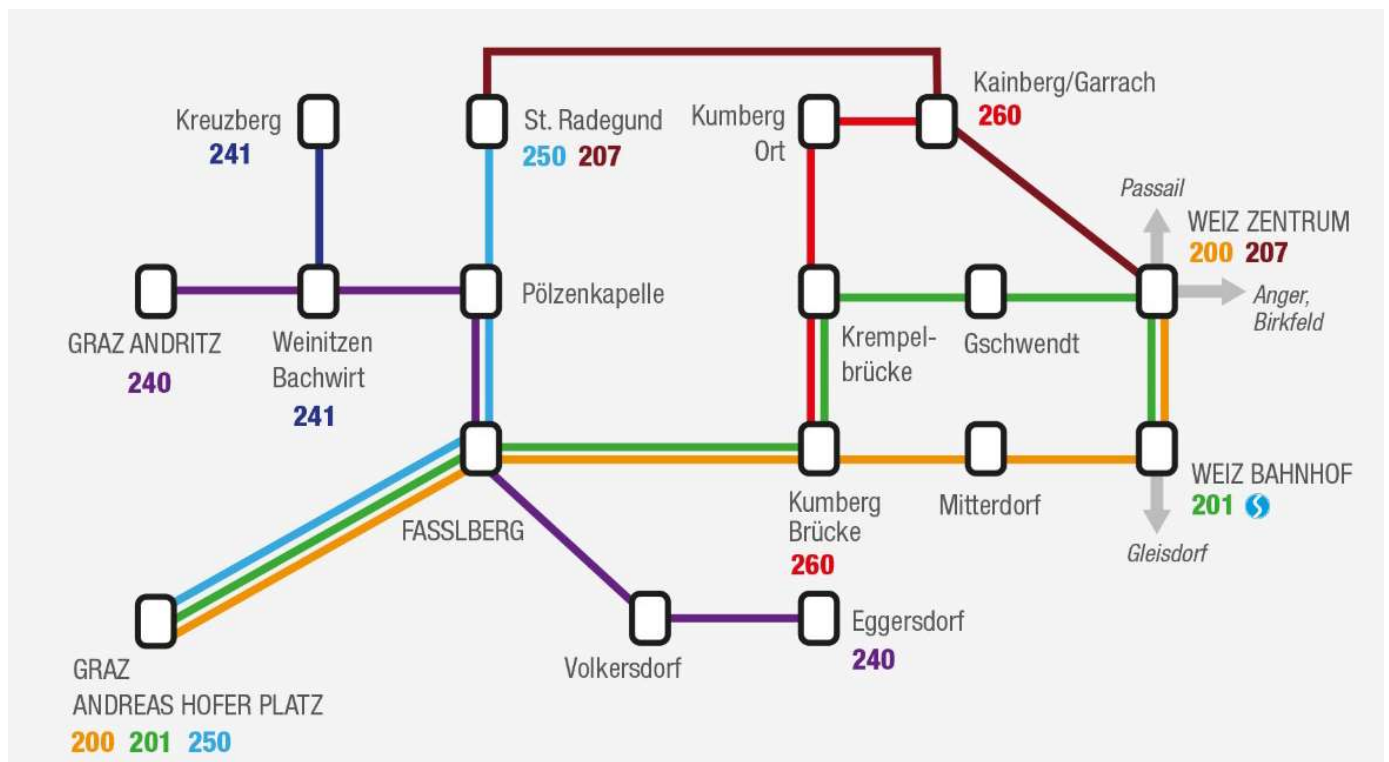 Kreuzberg
241
St. Radegund
250 207
Kumberg
Ort
Kainberg/Garrach
260
Passail
WEIZ ZENTRUM
200 207
Anger,
Birkfeld
GRAZ ANDRITZ
240
Weinitzen
Bachwirt
241
Pölzenkapelle
Krempel-
brücke
Gschwendt
FASSLBERG
Kumberg
Brücke
260
Mitterdorf
WEIZ BAHNHOF
201 S
Gleisdorf
GRAZ
ANDREAS HOFER PLATZ
200 201 250
Volkersdorf
Eggersdorf
240